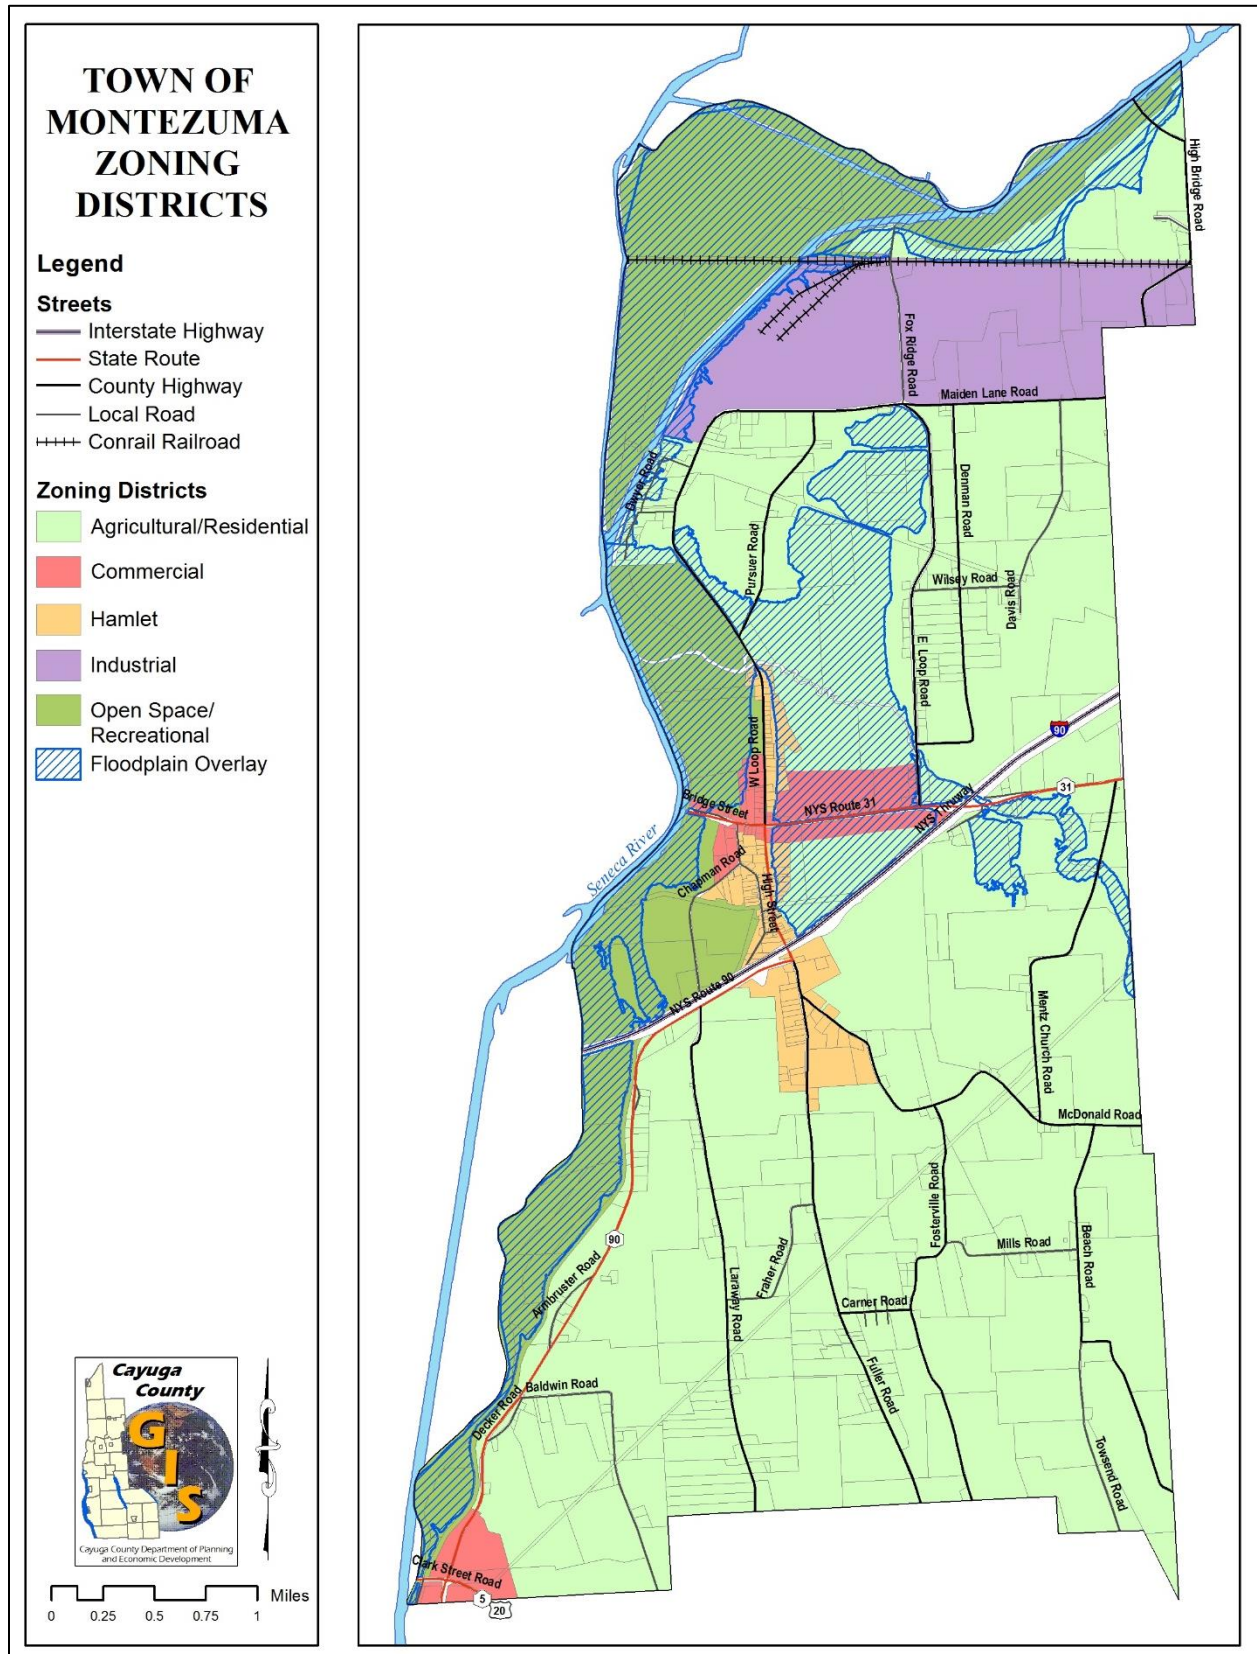 TOWN OF
MONTEZUMA
ZONING
DISTRICTS
Legend
Streets
Interstate Highway
State Route
County Highway
Local Road
Conrail Railroad
Zoning Districts
Agricultural/Residential
Commercial
Hamlet
Industrial
Open Space/
Recreational
Floodplain Overlay
Cayuga
County
GIS
Cayuga County Department of Planning
and Economic Development
Miles
0 0.25 0.5 0.75 1
High Bridge Road
Fox Ridge Road
Maiden Lane Road
Dwyer Road
Denman Road
Pursuer Road
Wilsey Road
Davis Road
E Loop Road
W Loop Road
90
31
Bridge Street
NYS Route 31
NYS Thruway
Seneca River
Chapman Road
High Street
NYS Route 90
Mentz Church Road
McDonald Road
Fosterville Road
Mills Road
Beach Road
90
Armbruster Road
Laraway Road
Fraher Road
Carner Road
Fuller Road
Baldwin Road
Decker Road
Townsend Road
Clark Street Road
5
20